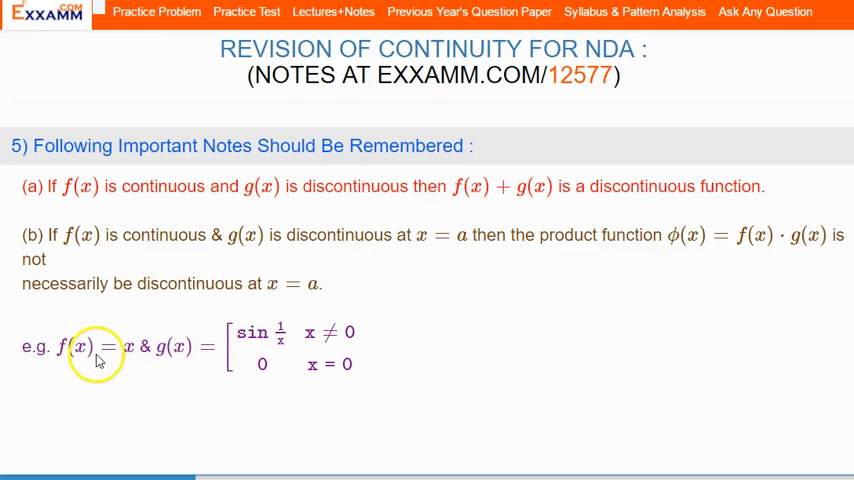 EXXAMM.COM Practice Problem Practice Test Lectures+Notes Previous Year's Question Paper Syllabus & Pattern Analysis Ask Any Question
REVISION OF CONTINUITY FOR NDA :
(NOTES AT EXXAMM.COM/12577)
5) Following Important Notes Should Be Remembered :
(a) If f(x) is continuous and g(x) is discontinuous then f(x) + g(x) is a discontinuous function.
(b) If f(x) is continuous & g(x) is discontinuous at x = a then the product function ϕ(x) = f(x) · g(x) is
not
necessarily be discontinuous at x = a.
e.g. f(x) = x & g(x) = [ sin 1/x x ≠ 0
0 x = 0